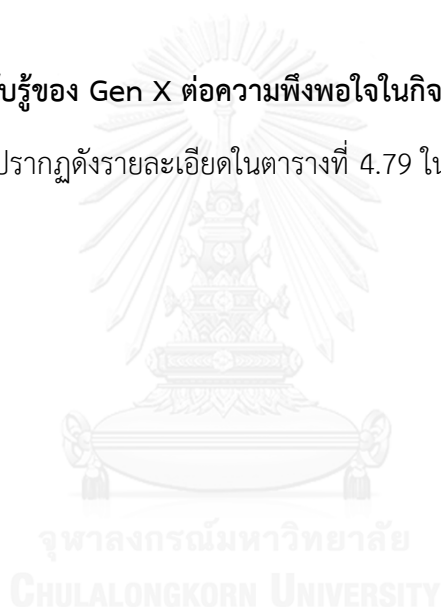 บรู้ของ Gen X ต่อความพึงพอใจในกิจ
ปรากฏดังรายละเอียดในตารางที่ 4.79 ใน
จุฬาลงกรณ์มหาวิทยาลัย
CHULALONGKORN UNIVERSITY